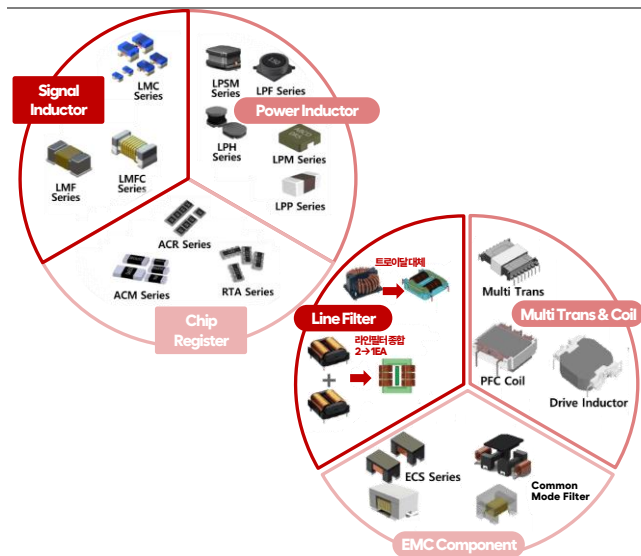 Signal
Inductor
LMC
Series
LMF
Series
LMFC
Series
LPSM
Series
LPF Series
Power Inductor
LPH
Series
LPM Series
LPP Series
ACR Series
ACM Series
RTA Series
Chip
Register
Line Filter
트로이달 대체
라인필터 종합
2→1EA
+
Multi Trans
Multi Trans & Coil
PFC Coil
Drive Inductor
ECS Series
Common
Mode Filter
EMC Component